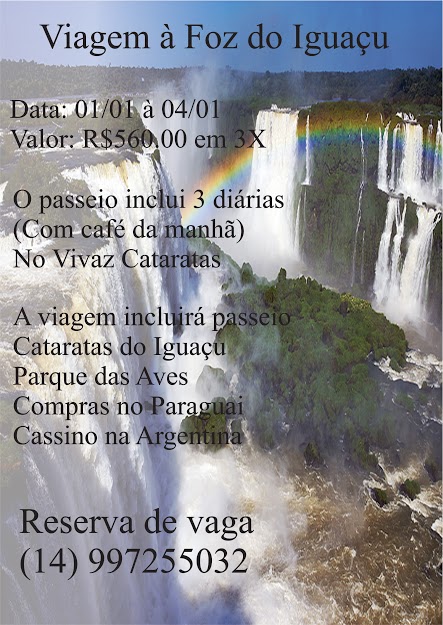 Viagem à Foz do Iguaçu
Data: 01/01 à 04/01
Valor: R$560.00 em 3X
O passeio inclui 3 diárias
(Com café da manhã)
No Vivaz Cataratas
A viagem incluirá passeio
Cataratas do Iguaçu
Parque das Aves
Compras no Paraguai
Cassino na Argentina
Reserva de vaga
(14) 997255032